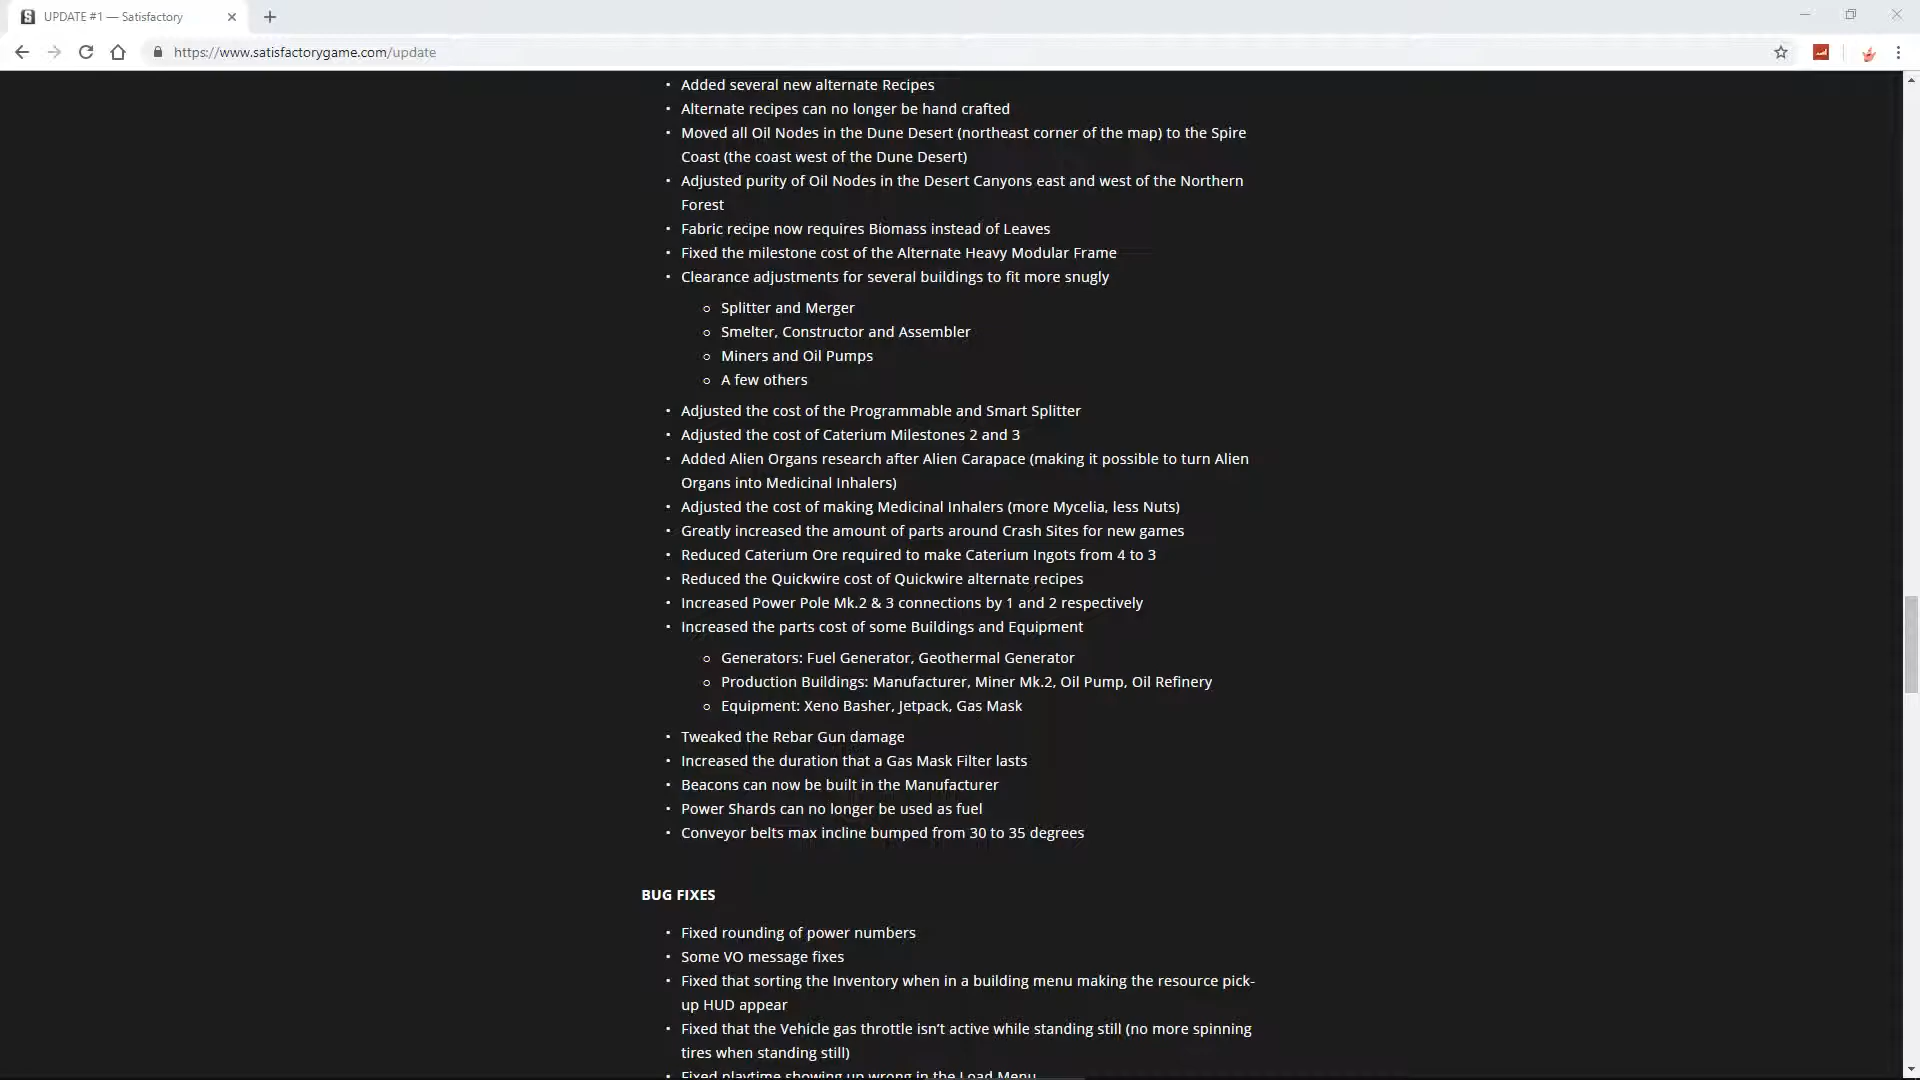 UPDATE #1 — Satisfactory
https://www.satisfactorygame.com/update
• Added several new alternate Recipes
• Alternate recipes can no longer be hand crafted
• Moved all Oil Nodes in the Dune Desert (northeast corner of the map) to the Spire
Coast (the coast west of the Dune Desert)
• Adjusted purity of Oil Nodes in the Desert Canyons east and west of the Northern
Forest
• Fabric recipe now requires Biomass instead of Leaves
• Fixed the milestone cost of the Alternate Heavy Modular Frame
• Clearance adjustments for several buildings to fit more snugly
○ Splitter and Merger
○ Smelter, Constructor and Assembler
○ Miners and Oil Pumps
○ A few others
• Adjusted the cost of the Programmable and Smart Splitter
• Adjusted the cost of Caterium Milestones 2 and 3
• Added Alien Organs research after Alien Carapace (making it possible to turn Alien
Organs into Medicinal Inhalers)
• Adjusted the cost of making Medicinal Inhalers (more Mycelia, less Nuts)
• Greatly increased the amount of parts around Crash Sites for new games
• Reduced Caterium Ore required to make Caterium Ingots from 4 to 3
• Reduced the Quickwire cost of Quickwire alternate recipes
• Increased Power Pole Mk.2 & 3 connections by 1 and 2 respectively
• Increased the parts cost of some Buildings and Equipment
○ Generators: Fuel Generator, Geothermal Generator
○ Production Buildings: Manufacturer, Miner Mk.2, Oil Pump, Oil Refinery
○ Equipment: Xeno Basher, Jetpack, Gas Mask
• Tweaked the Rebar Gun damage
• Increased the duration that a Gas Mask Filter lasts
• Beacons can now be built in the Manufacturer
• Power Shards can no longer be used as fuel
• Conveyor belts max incline bumped from 30 to 35 degrees
BUG FIXES
• Fixed rounding of power numbers
• Some VO message fixes
• Fixed that sorting the Inventory when in a building menu making the resource pick-
up HUD appear
• Fixed that the Vehicle gas throttle isn't active while standing still (no more spinning
tires when standing still)
• Fixed playtime showing up wrong in the Load Menu